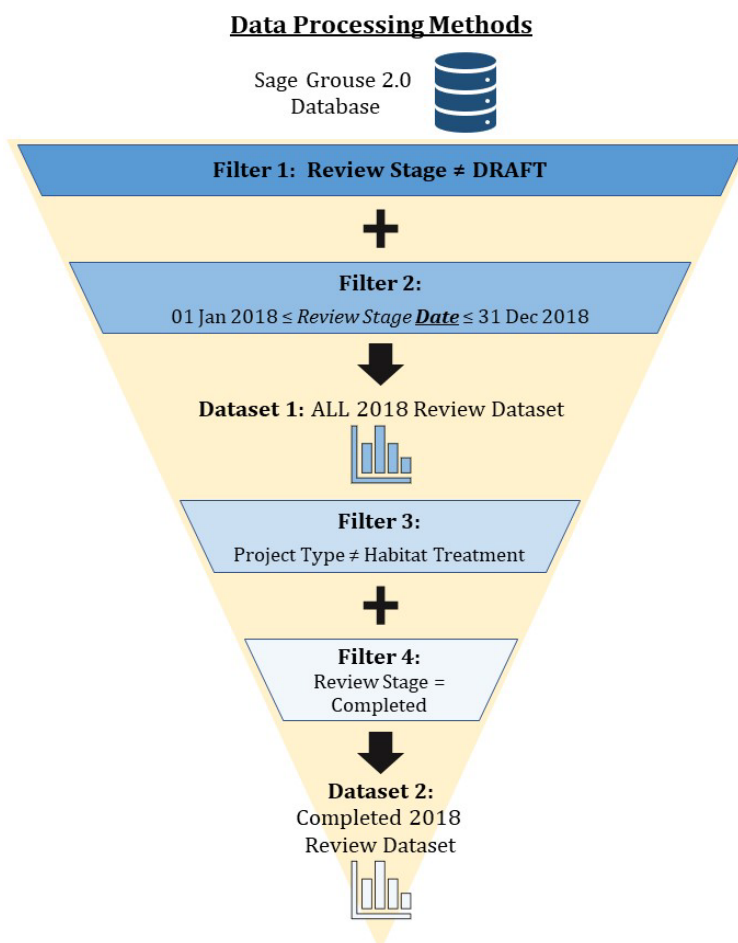 Data Processing Methods
Sage Grouse 2.0
Database
Filter 1: Review Stage ≠ DRAFT
Filter 2:
01 Jan 2018 ≤ Review Stage Date ≤ 31 Dec 2018
Dataset 1: ALL 2018 Review Dataset
Filter 3:
Project Type ≠ Habitat Treatment
Filter 4:
Review Stage =
Completed
Dataset 2:
Completed 2018
Review Dataset